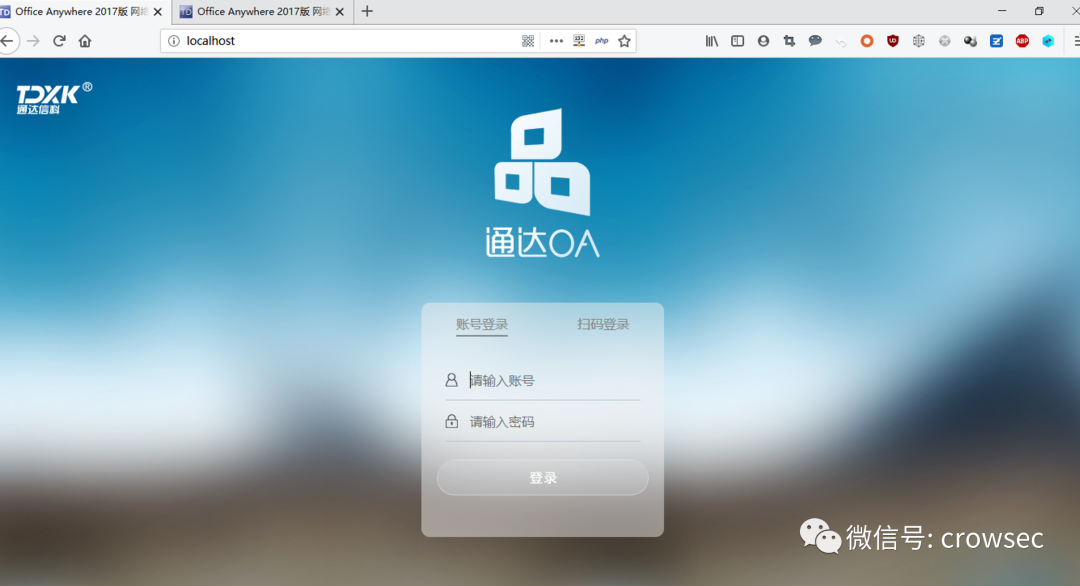 Office Anywhere 2017版 网络
Office Anywhere 2017版 网络
localhost
php
ABP
TDXK®
通达信科
通达OA
账号登录
扫码登录
请输入账号
请输入密码
登录
微信号: crowsec